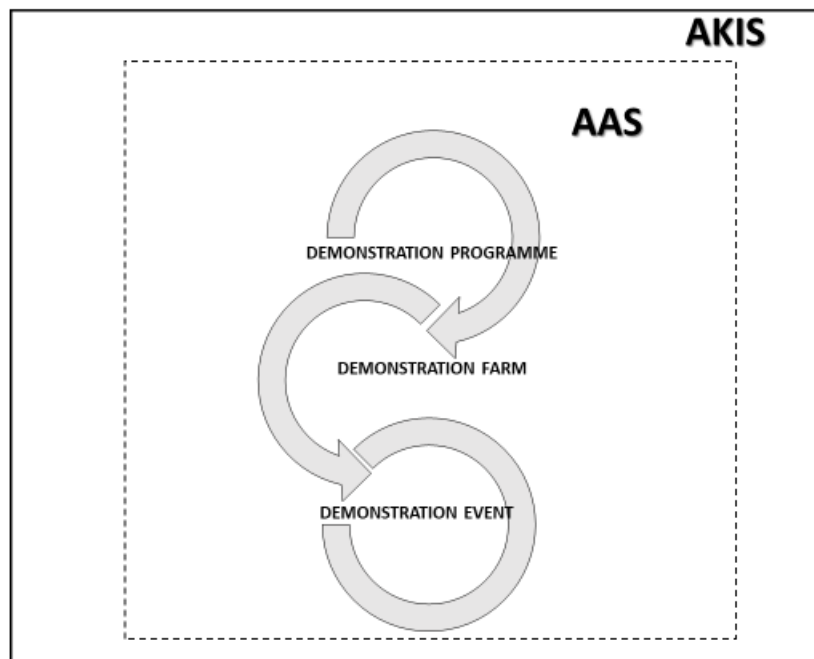 AKIS
AAS
DEMONSTRATION PROGRAMME
DEMONSTRATION FARM
DEMONSTRATION EVENT